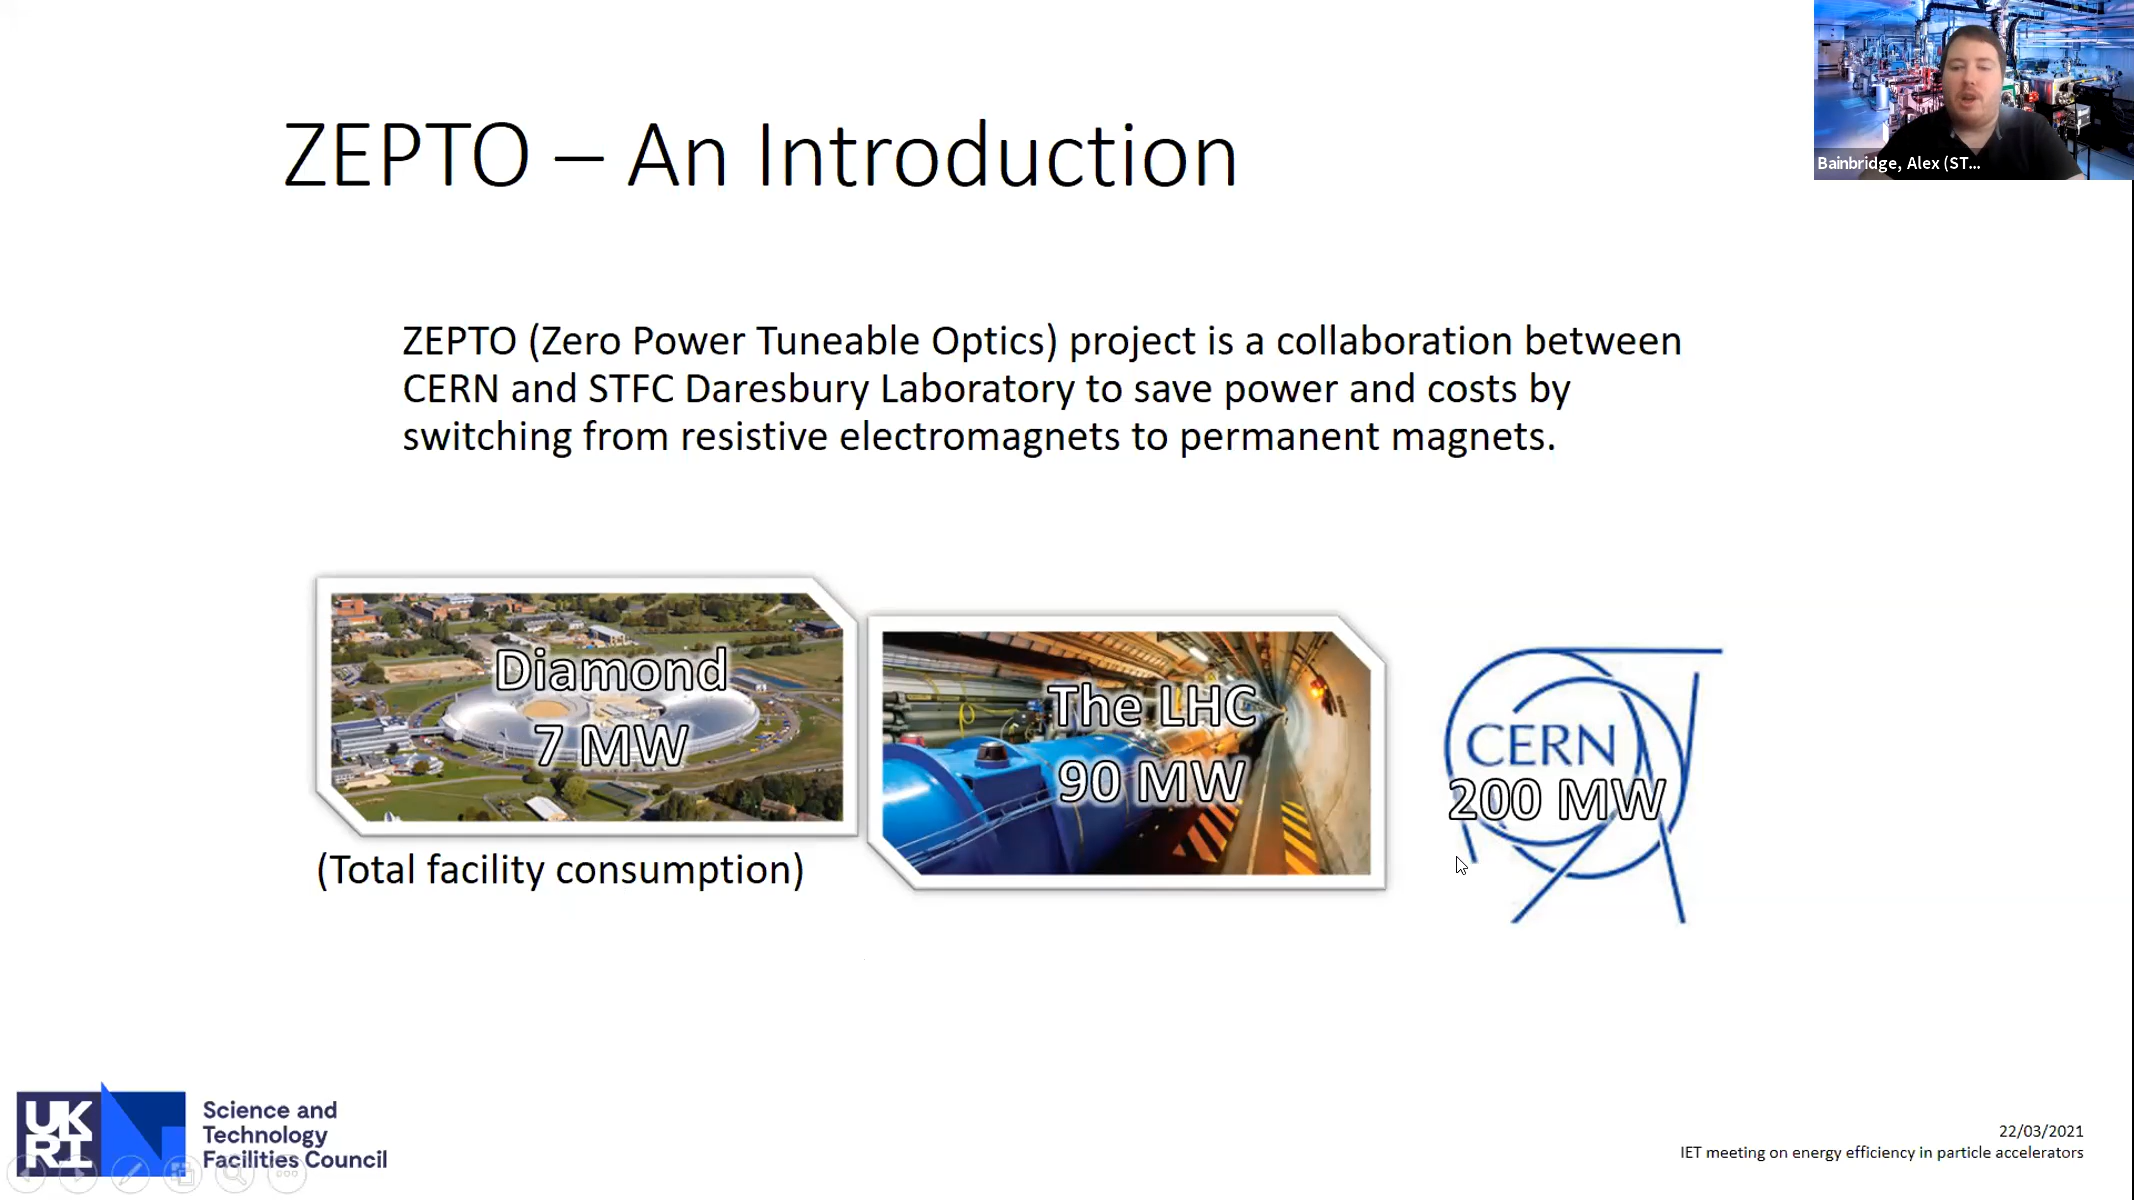 Bainbridge, Alex (ST...
ZEPTO – An Introduction
ZEPTO (Zero Power Tuneable Optics) project is a collaboration between
CERN and STFC Daresbury Laboratory to save power and costs by
switching from resistive electromagnets to permanent magnets.
Diamond
7 MW
(Total facility consumption)
The LHC
90 MW
CERN
200 MW
UK
RI
Science and
Technology
Facilities Council
22/03/2021
IET meeting on energy efficiency in particle accelerators